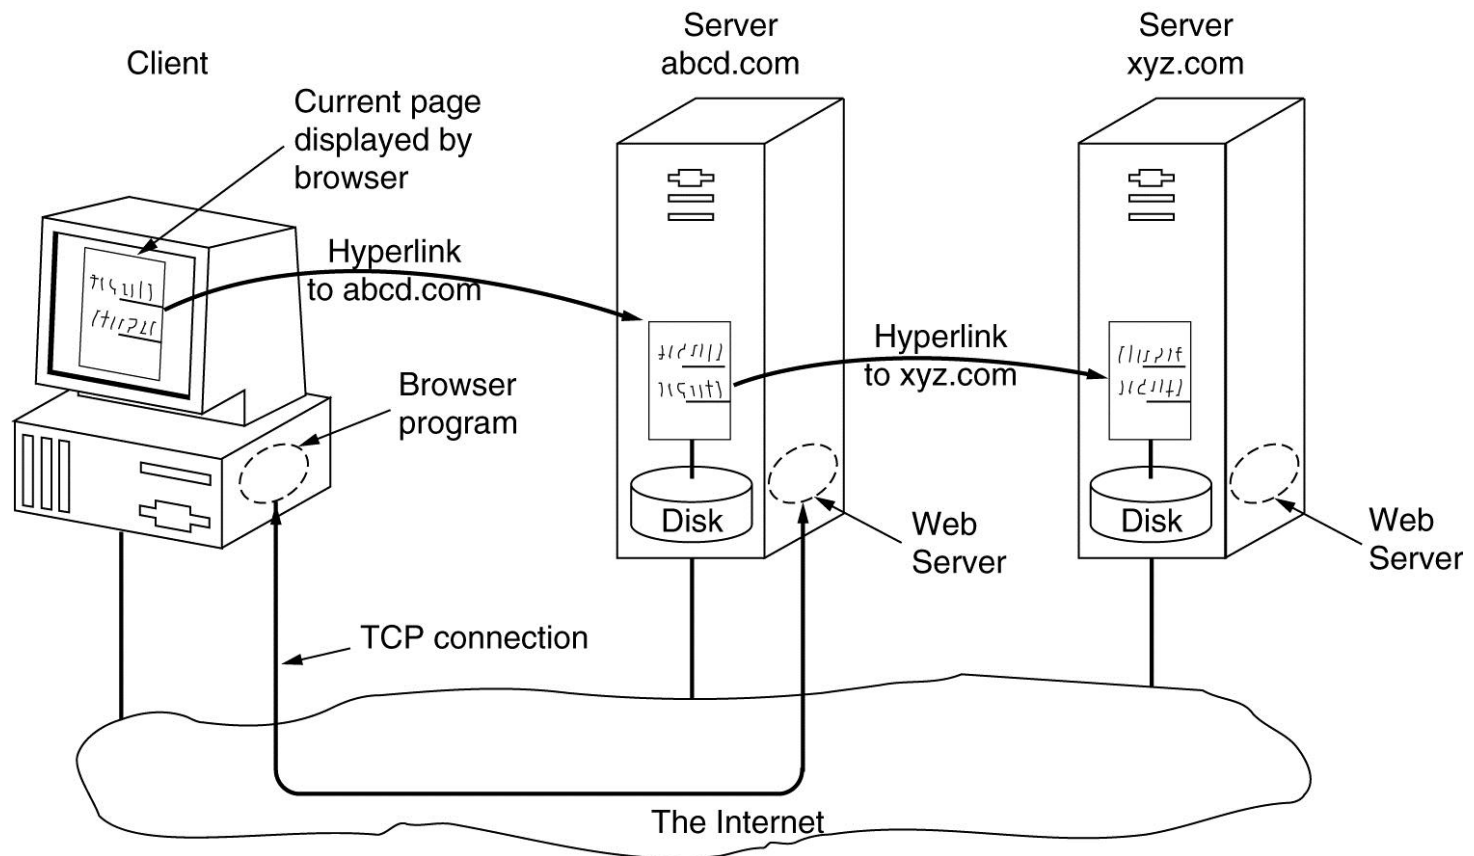 Client
Server
abcd.com
Server
xyz.com
Current page
displayed by
browser
Hyperlink
to abcd.com
Hyperlink
to xyz.com
Browser
program
Disk
Web
Server
Disk
Web
Server
TCP connection
The Internet